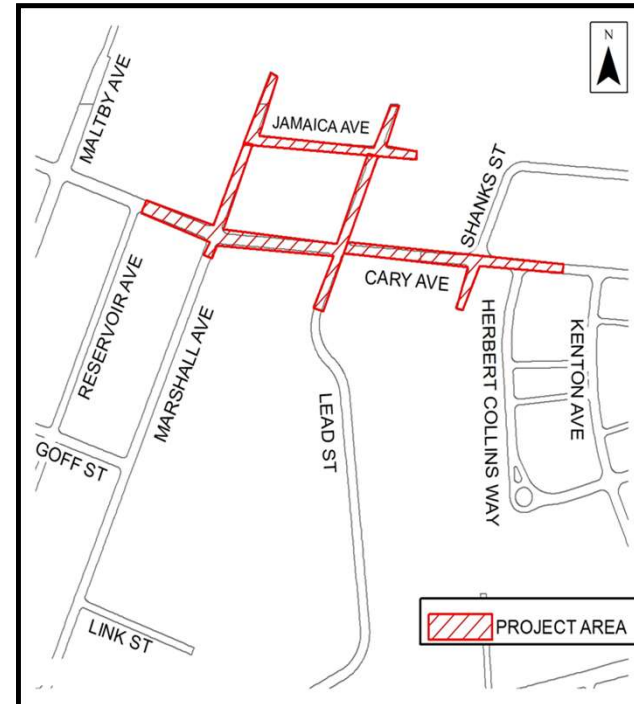 N
MALTBY AVE
JAMAICA AVE
SHANKS ST
CARY AVE
RESERVOIR AVE
MARSHALL AVE
LEAD ST
HERBERT COLLINS WAY
KENTON AVE
GOFF ST
LINK ST
PROJECT AREA